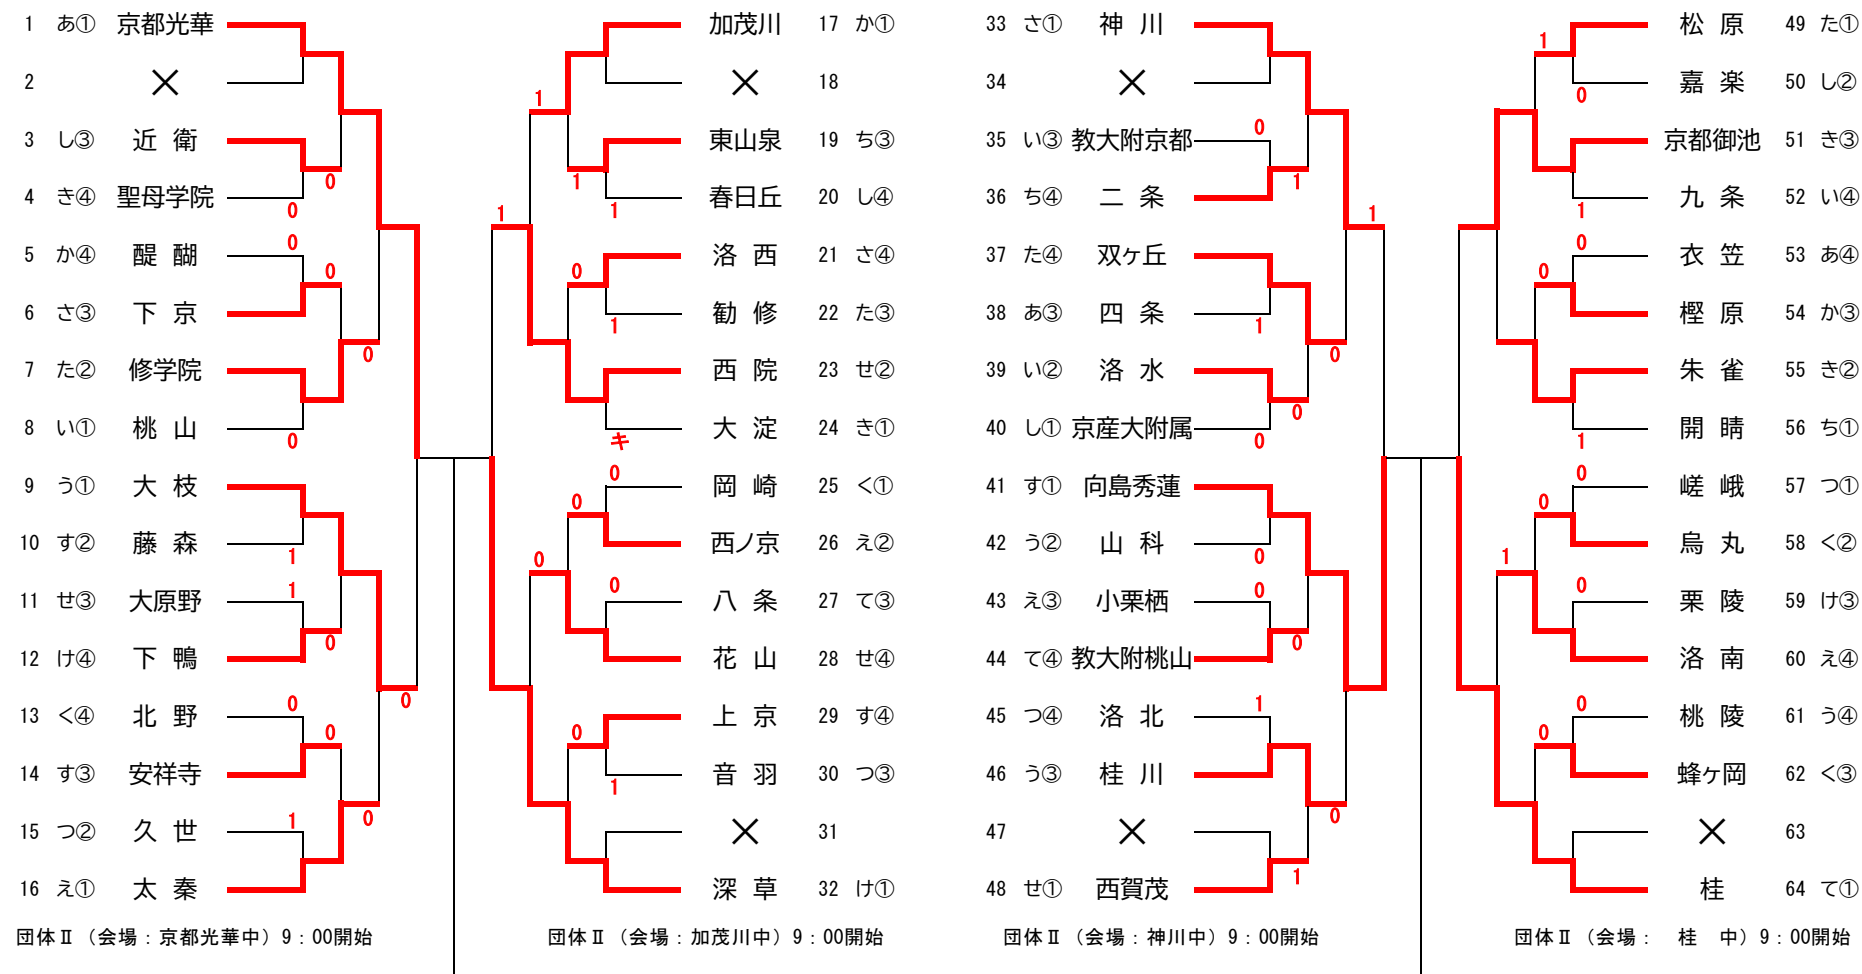 1 あ① 京都光華
2 ×
3 し③ 近 衛
0
4 き④ 聖母学院
0
0
5 か④ 醍 醐
0
6 さ③ 下 京
0
7 た② 修学院
8 い① 桃 山
0
9 う① 大 枝
10 す② 藤 森
1
1
11 せ③ 大原野
0
12 け④ 下 鴨
0
0
13 く④ 北 野
0
14 す③ 安祥寺
1
0
15 つ② 久 世
16 え① 太 秦
団体Ⅱ（会場：京都光華中）9：00開始
加茂川 17 か①
× 18
1
東山泉 19 ち③
1
春日丘 20 し④
1
1
洛 西 21 さ④
0
勧 修 22 た③
1
西 院 23 せ②
大 淀 24 き①
キ
0
岡 崎 25 く①
0
西ノ京 26 え②
0
0
八 条 27 て③
花 山 28 せ④
上 京 29 す④
0
音 羽 30 つ③
1
× 31
深 草 32 け①
団体Ⅱ（会場：加茂川中）9：00開始
33 さ① 神 川
34 ×
0
35 い③ 教大附京都
1
36 ち④ 二 条
1
37 た④ 双ヶ丘
38 あ③ 四 条
1
0
39 い② 洛 水
0
40 し① 京産大附属
0
41 す① 向島秀蓮
42 う② 山 科
0
0
43 え③ 小栗栖
0
44 て④ 教大附桃山
1
45 つ④ 洛 北
46 う③ 桂 川
0
47 ×
1
48 せ① 西賀茂
団体Ⅱ（会場：神川中）9：00開始
松 原 49 た①
1
嘉 楽 50 し②
0
京都御池 51 き③
九 条 52 い④
1
0
衣 笠 53 あ④
0
樫 原 54 か③
朱 雀 55 き②
開 晴 56 ち①
1
0
嵯 峨 57 つ①
0
烏 丸 58 く②
1
0
栗 陵 59 け③
洛 南 60 え④
0
桃 陵 61 う④
0
蜂ヶ岡 62 く③
× 63
桂 64 て①
団体Ⅱ（会場： 桂 中）9：00開始